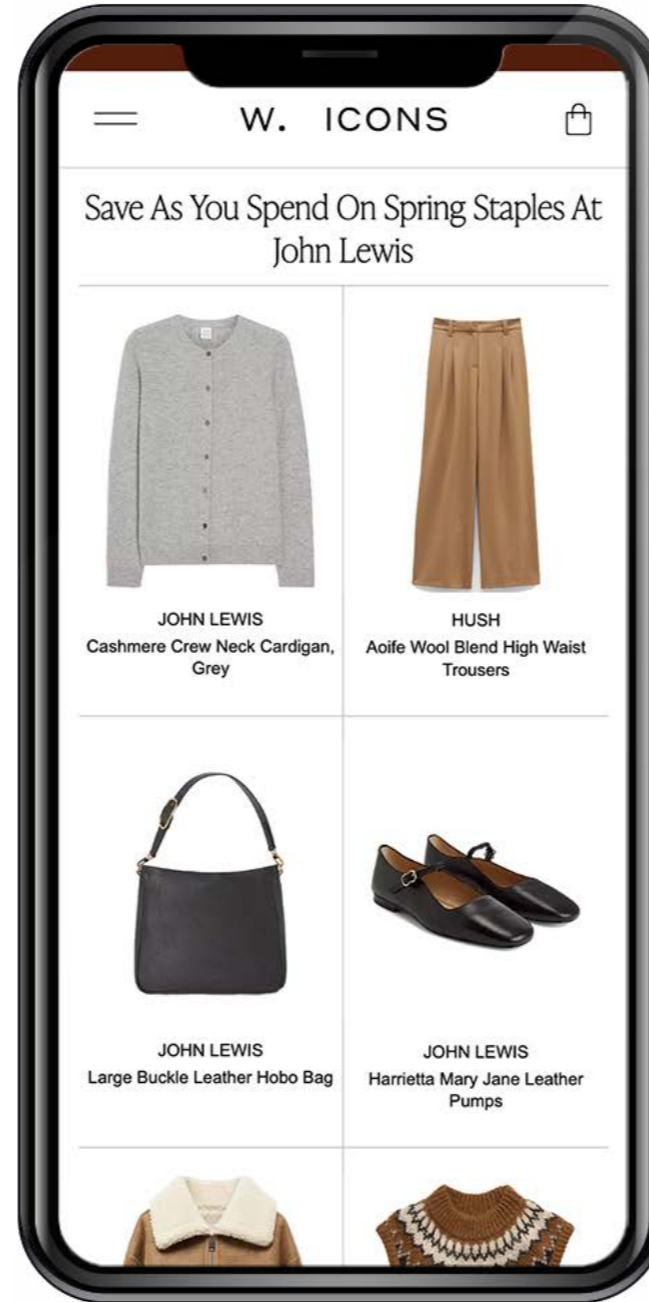 W. ICONS
Save As You Spend On Spring Staples At
John Lewis
JOHN LEWIS
Cashmere Crew Neck Cardigan,
Grey
HUSH
Aoife Wool Blend High Waist
Trousers
JOHN LEWIS
Large Buckle Leather Hobo Bag
JOHN LEWIS
Harrietta Mary Jane Leather
Pumps